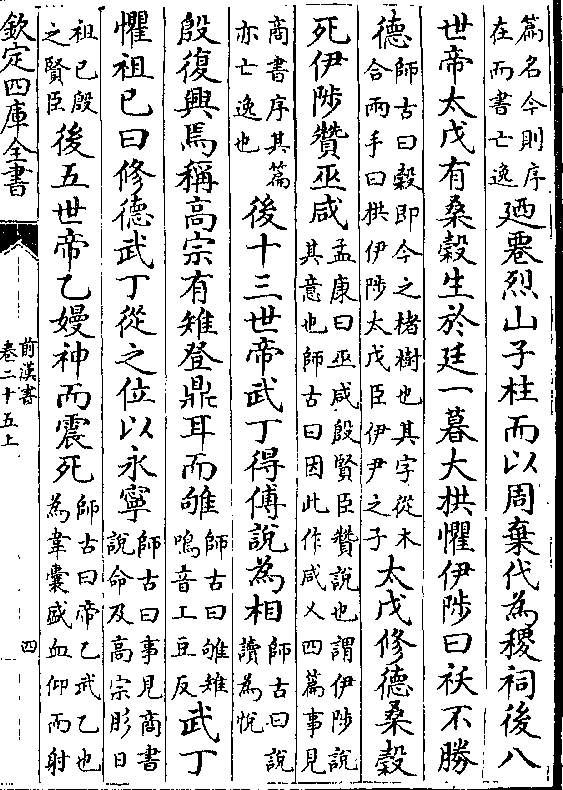 篇名今則序在而書亡逸廼遷烈山子柱而以周棄代為稷祠後八
世帝太戊有桑榖生於廷一暮大拱懼伊陟曰祅不勝
德師古曰榖即今之楮樹也其字從木合兩手曰拱伊陟太戊臣伊尹之子太戊修德桑榖
死伊陟贊巫咸孟康曰巫咸殷賢臣贊說也謂伊陟說其意也師古曰因此作咸乂四篇事見
商書序其篇亦亡逸也後十三世帝武丁得傅說為相師古曰說讀為悅
殷復興焉稱高宗有雉登鼎耳而雊師古曰雊雉鳴音工豆反武丁
懼祖己曰修德武丁從之位以永寧師古曰事見商書說命及高宗肜日
祖己殷之賢臣後五世帝乙嫚神而震死師古曰帝乙武乙也為韋囊盛血仰而射
欽定四庫全書
前漢書
卷二十五上
四